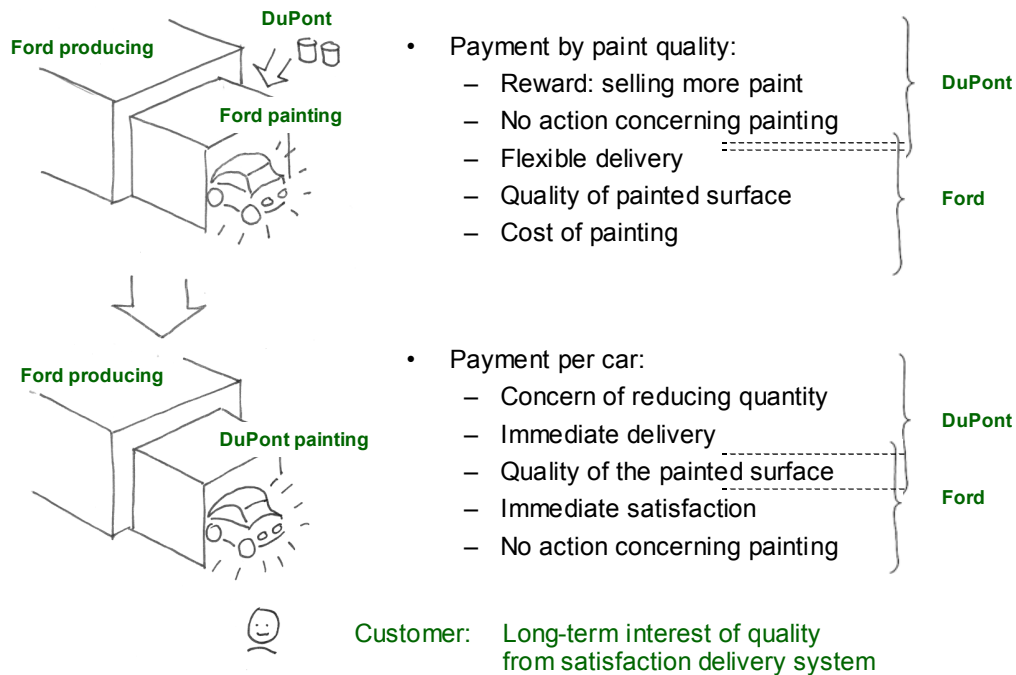 DuPont
Ford producing
Ford painting
• Payment by paint quality:
– Reward: selling more paint
– No action concerning painting
– Flexible delivery
– Quality of painted surface
– Cost of painting
DuPont
Ford
Ford producing
DuPont painting
• Payment per car:
– Concern of reducing quantity
– Immediate delivery
– Quality of the painted surface
– Immediate satisfaction
– No action concerning painting
DuPont
Ford
Customer: Long-term interest of quality
from satisfaction delivery system